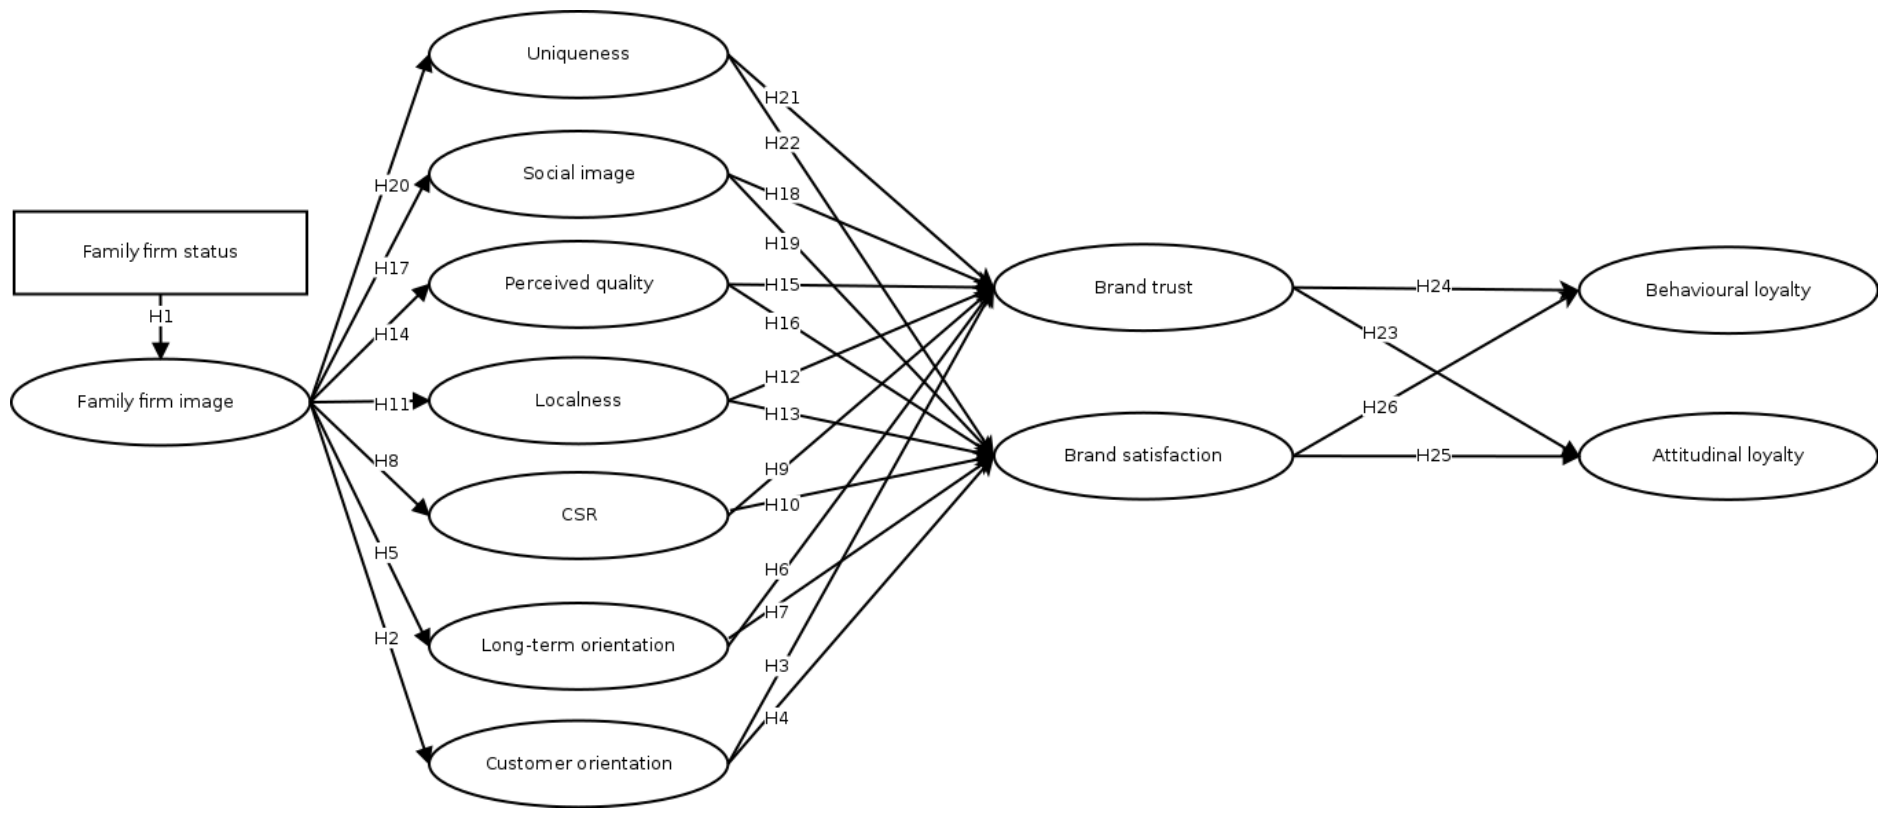 Uniqueness
H21
H22
Social image
H20
H18
Family firm status
H19
H17
Perceived quality
H15
Brand trust
H24
Behavioural loyalty
H1
H14
H16
H23
Family firm image
H11
Localness
H12
H13
H26
H8
H9
Brand satisfaction
H25
Attitudinal loyalty
CSR
H10
H5
H6
H7
H2
Long-term orientation
H3
H4
Customer orientation